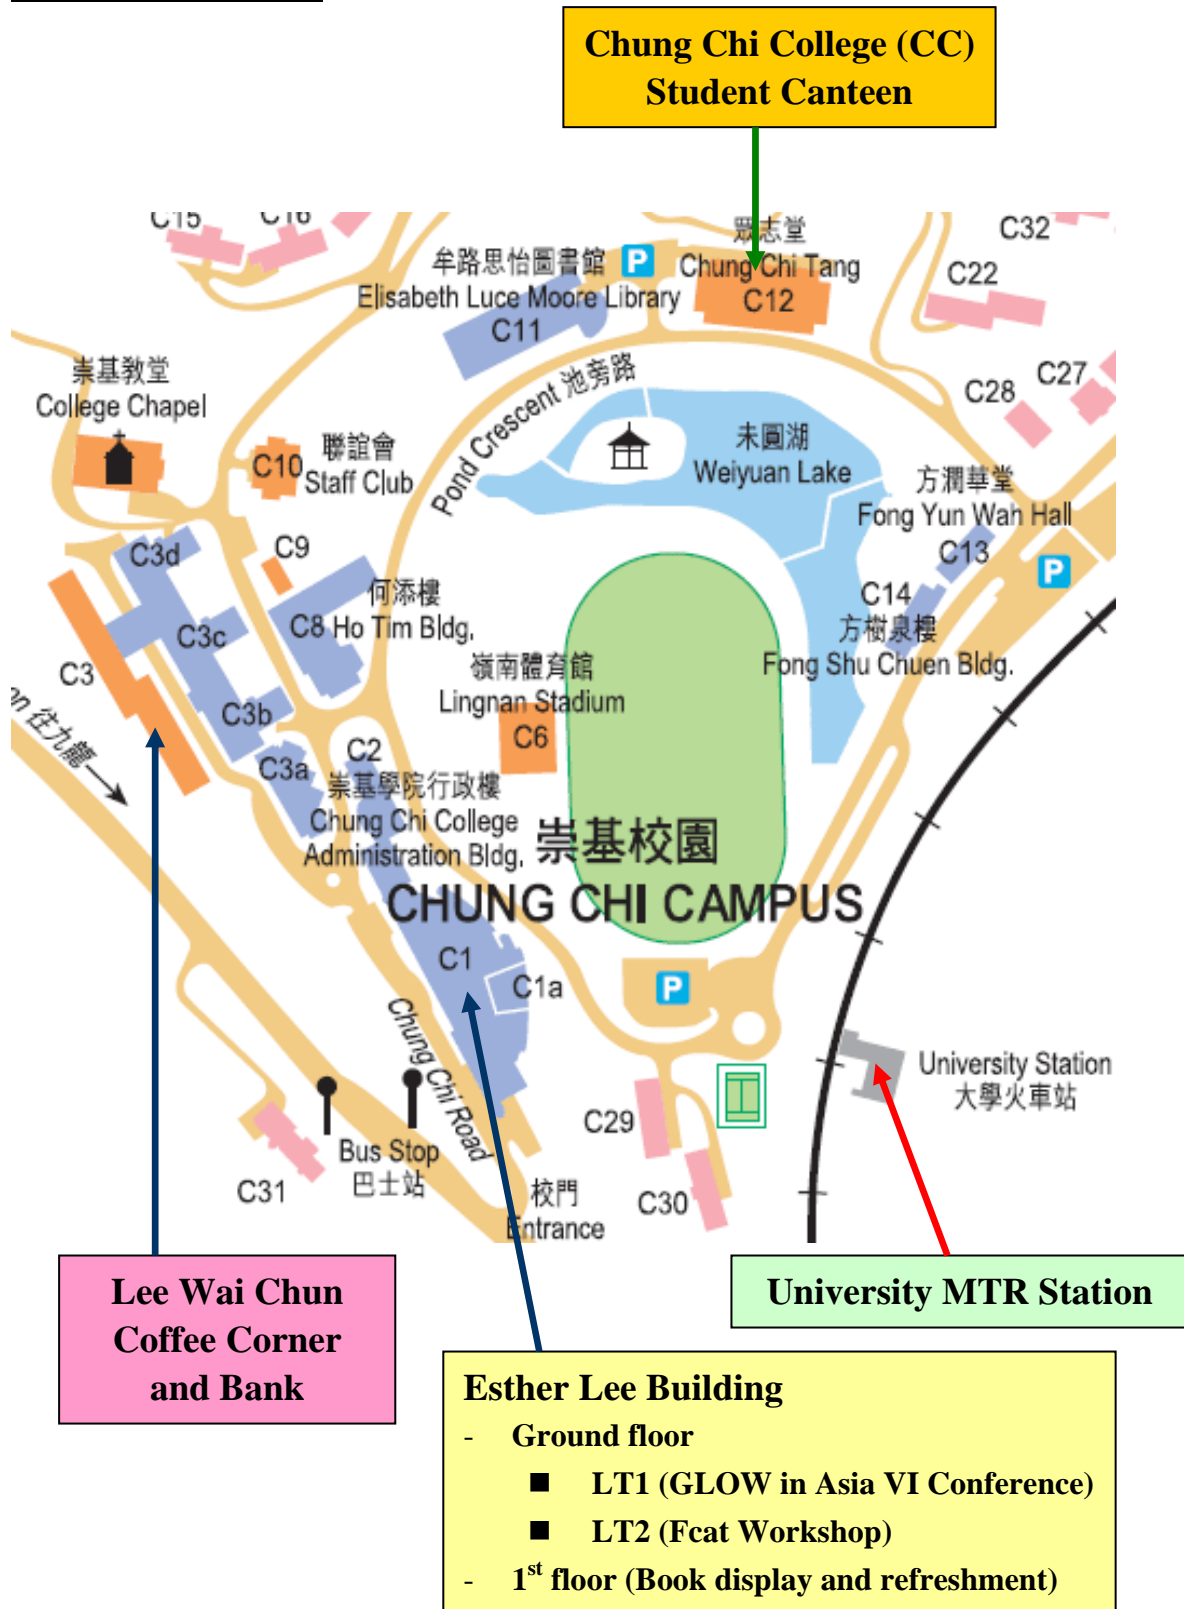 Chung Chi College (CC)
Student Canteen
C15
C16
眾志堂
Chung Chi Tang
C12
C32
C22
牟路思怡圖書館
P
Elisabeth Luce Moore Library
C11
崇基教堂
College Chapel
C10
聯誼會
Staff Club
Pond Crescent 池旁路
未圓湖
Weiyuan Lake
C28
C27
方潤華堂
Fong Yun Wah Hall
C13
P
C3d
C9
何添樓
C8 Ho Tim Bldg.
C14
方樹泉樓
Fong Shu Chuen Bldg.
C3
C3c
嶺南體育館
Lingnan Stadium
C6
on 往九龍
C3b
C3a
C2
崇基學院行政樓
Chung Chi College
Administration Bldg.
崇基校園
CHUNG CHI CAMPUS
C1
C1a
P
Chung Chi Road
University Station
大學火車站
Bus Stop
巴士站
C31
C29
C30
校門
Entrance
Lee Wai Chun
Coffee Corner
and Bank
University MTR Station
Esther Lee Building
- Ground floor
■ LT1 (GLOW in Asia VI Conference)
■ LT2 (Fcat Workshop)
- 1st floor (Book display and refreshment)